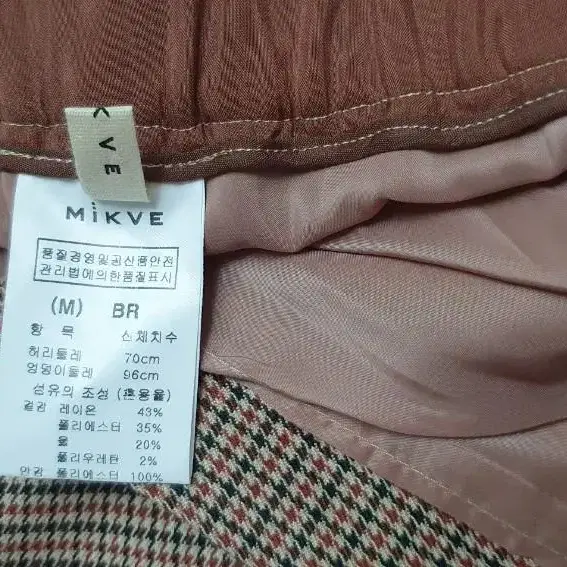 KVE
MiKVE
품질경영및공산품안전
관리법에의한품질표시
(M) BR
항 목 신체치수
허리둘레 70cm
엉덩이둘레 96cm
섬유의 조성 (혼용율)
겉감 레이온 43%
폴리에스터 35%
울 20%
폴리우레탄 2%
안감 폴리에스터 100%